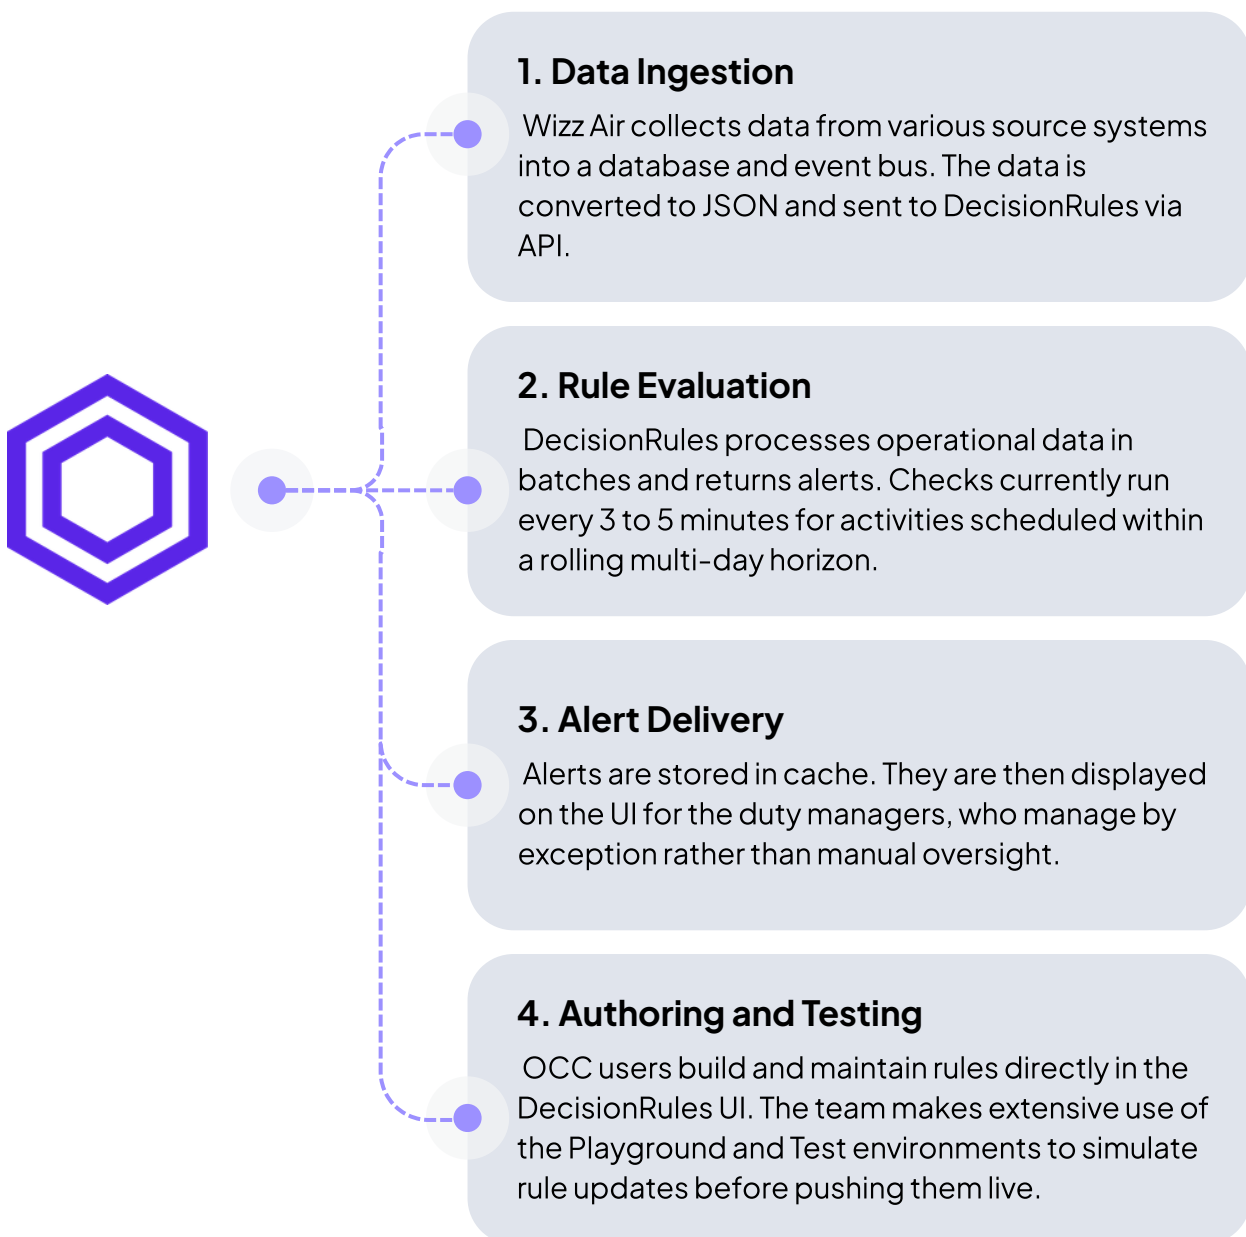 1. Data Ingestion
Wizz Air collects data from various source systems
into a database and event bus. The data is
converted to JSON and sent to DecisionRules via
API.
2. Rule Evaluation
DecisionRules processes operational data in
batches and returns alerts. Checks currently run
every 3 to 5 minutes for activities scheduled within
a rolling multi-day horizon.
3. Alert Delivery
Alerts are stored in cache. They are then displayed
on the UI for the duty managers, who manage by
exception rather than manual oversight.
4. Authoring and Testing
OCC users build and maintain rules directly in the
DecisionRules UI. The team makes extensive use of
the Playground and Test environments to simulate
rule updates before pushing them live.